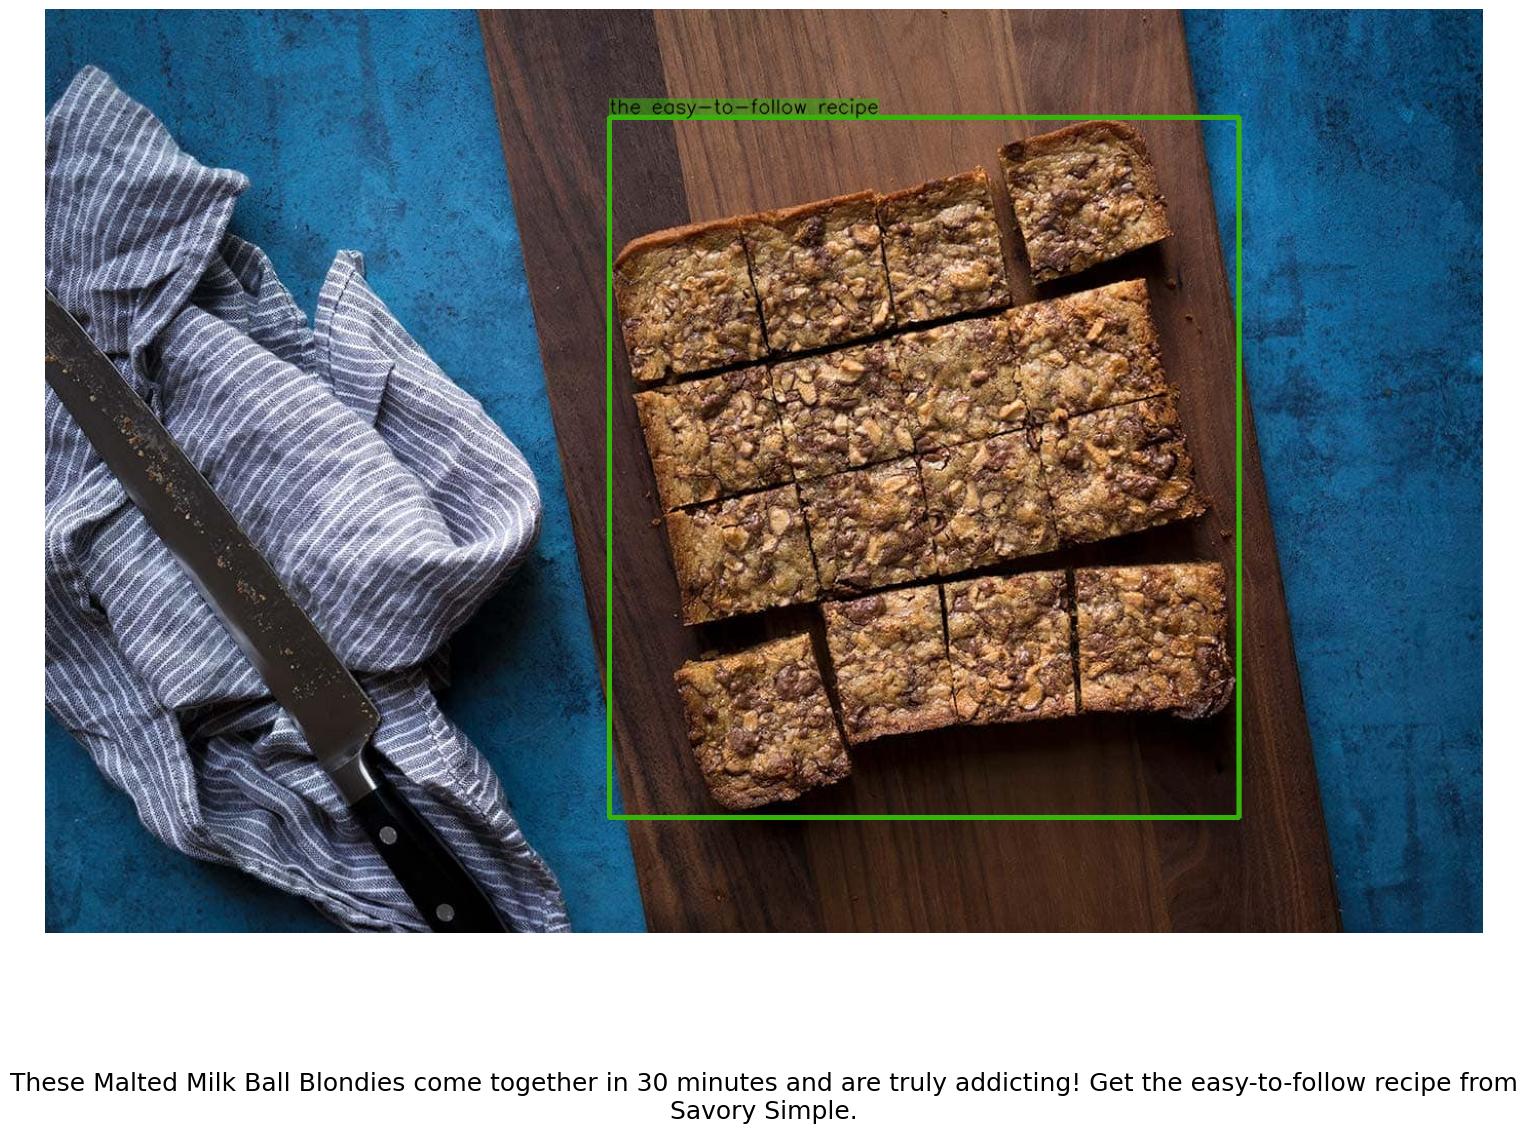 the easy-to-follow recipe
These Malted Milk Ball Blondies come together in 30 minutes and are truly addicting! Get the easy-to-follow recipe from
Savory Simple.